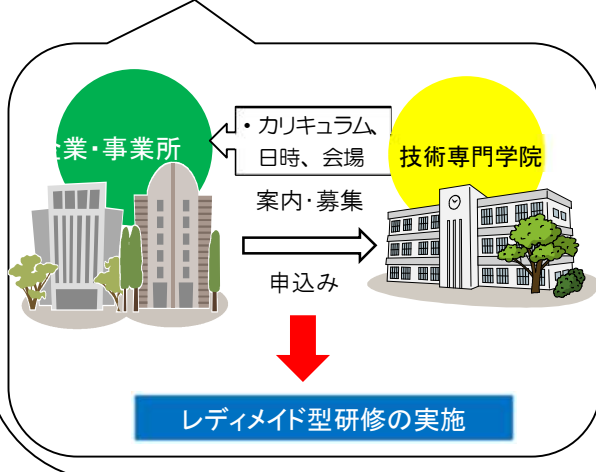 ・カリキュラム、
日時、会場
企業・事業所
技術専門学院
案内・募集
申込み
レディメイド型研修の実施